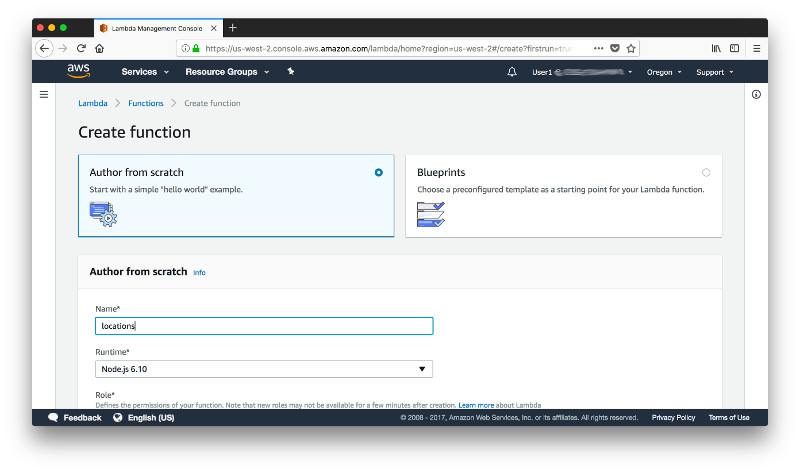 Lambda Management Console
https://us-west-2.console.aws.amazon.com/lambda/home?region=us-west-2#/create?firstrun=tru
aws Services Resource Groups User1 Oregon Support
Lambda Functions Create function
Create function
Author from scratch
Start with a simple "hello world" example.
Blueprints
Choose a preconfigured template as a starting point for your Lambda function.
Author from scratch Info
Name*
locations
Runtime*
Node.js 6.10
Role*
Defines the permissions of your function. Note that new roles may not be available for a few minutes after creation. Learn more about Lambda
Feedback English (US) © 2008 - 2017, Amazon Web Services, Inc. or its affiliates. All rights reserved. Privacy Policy Terms of Use